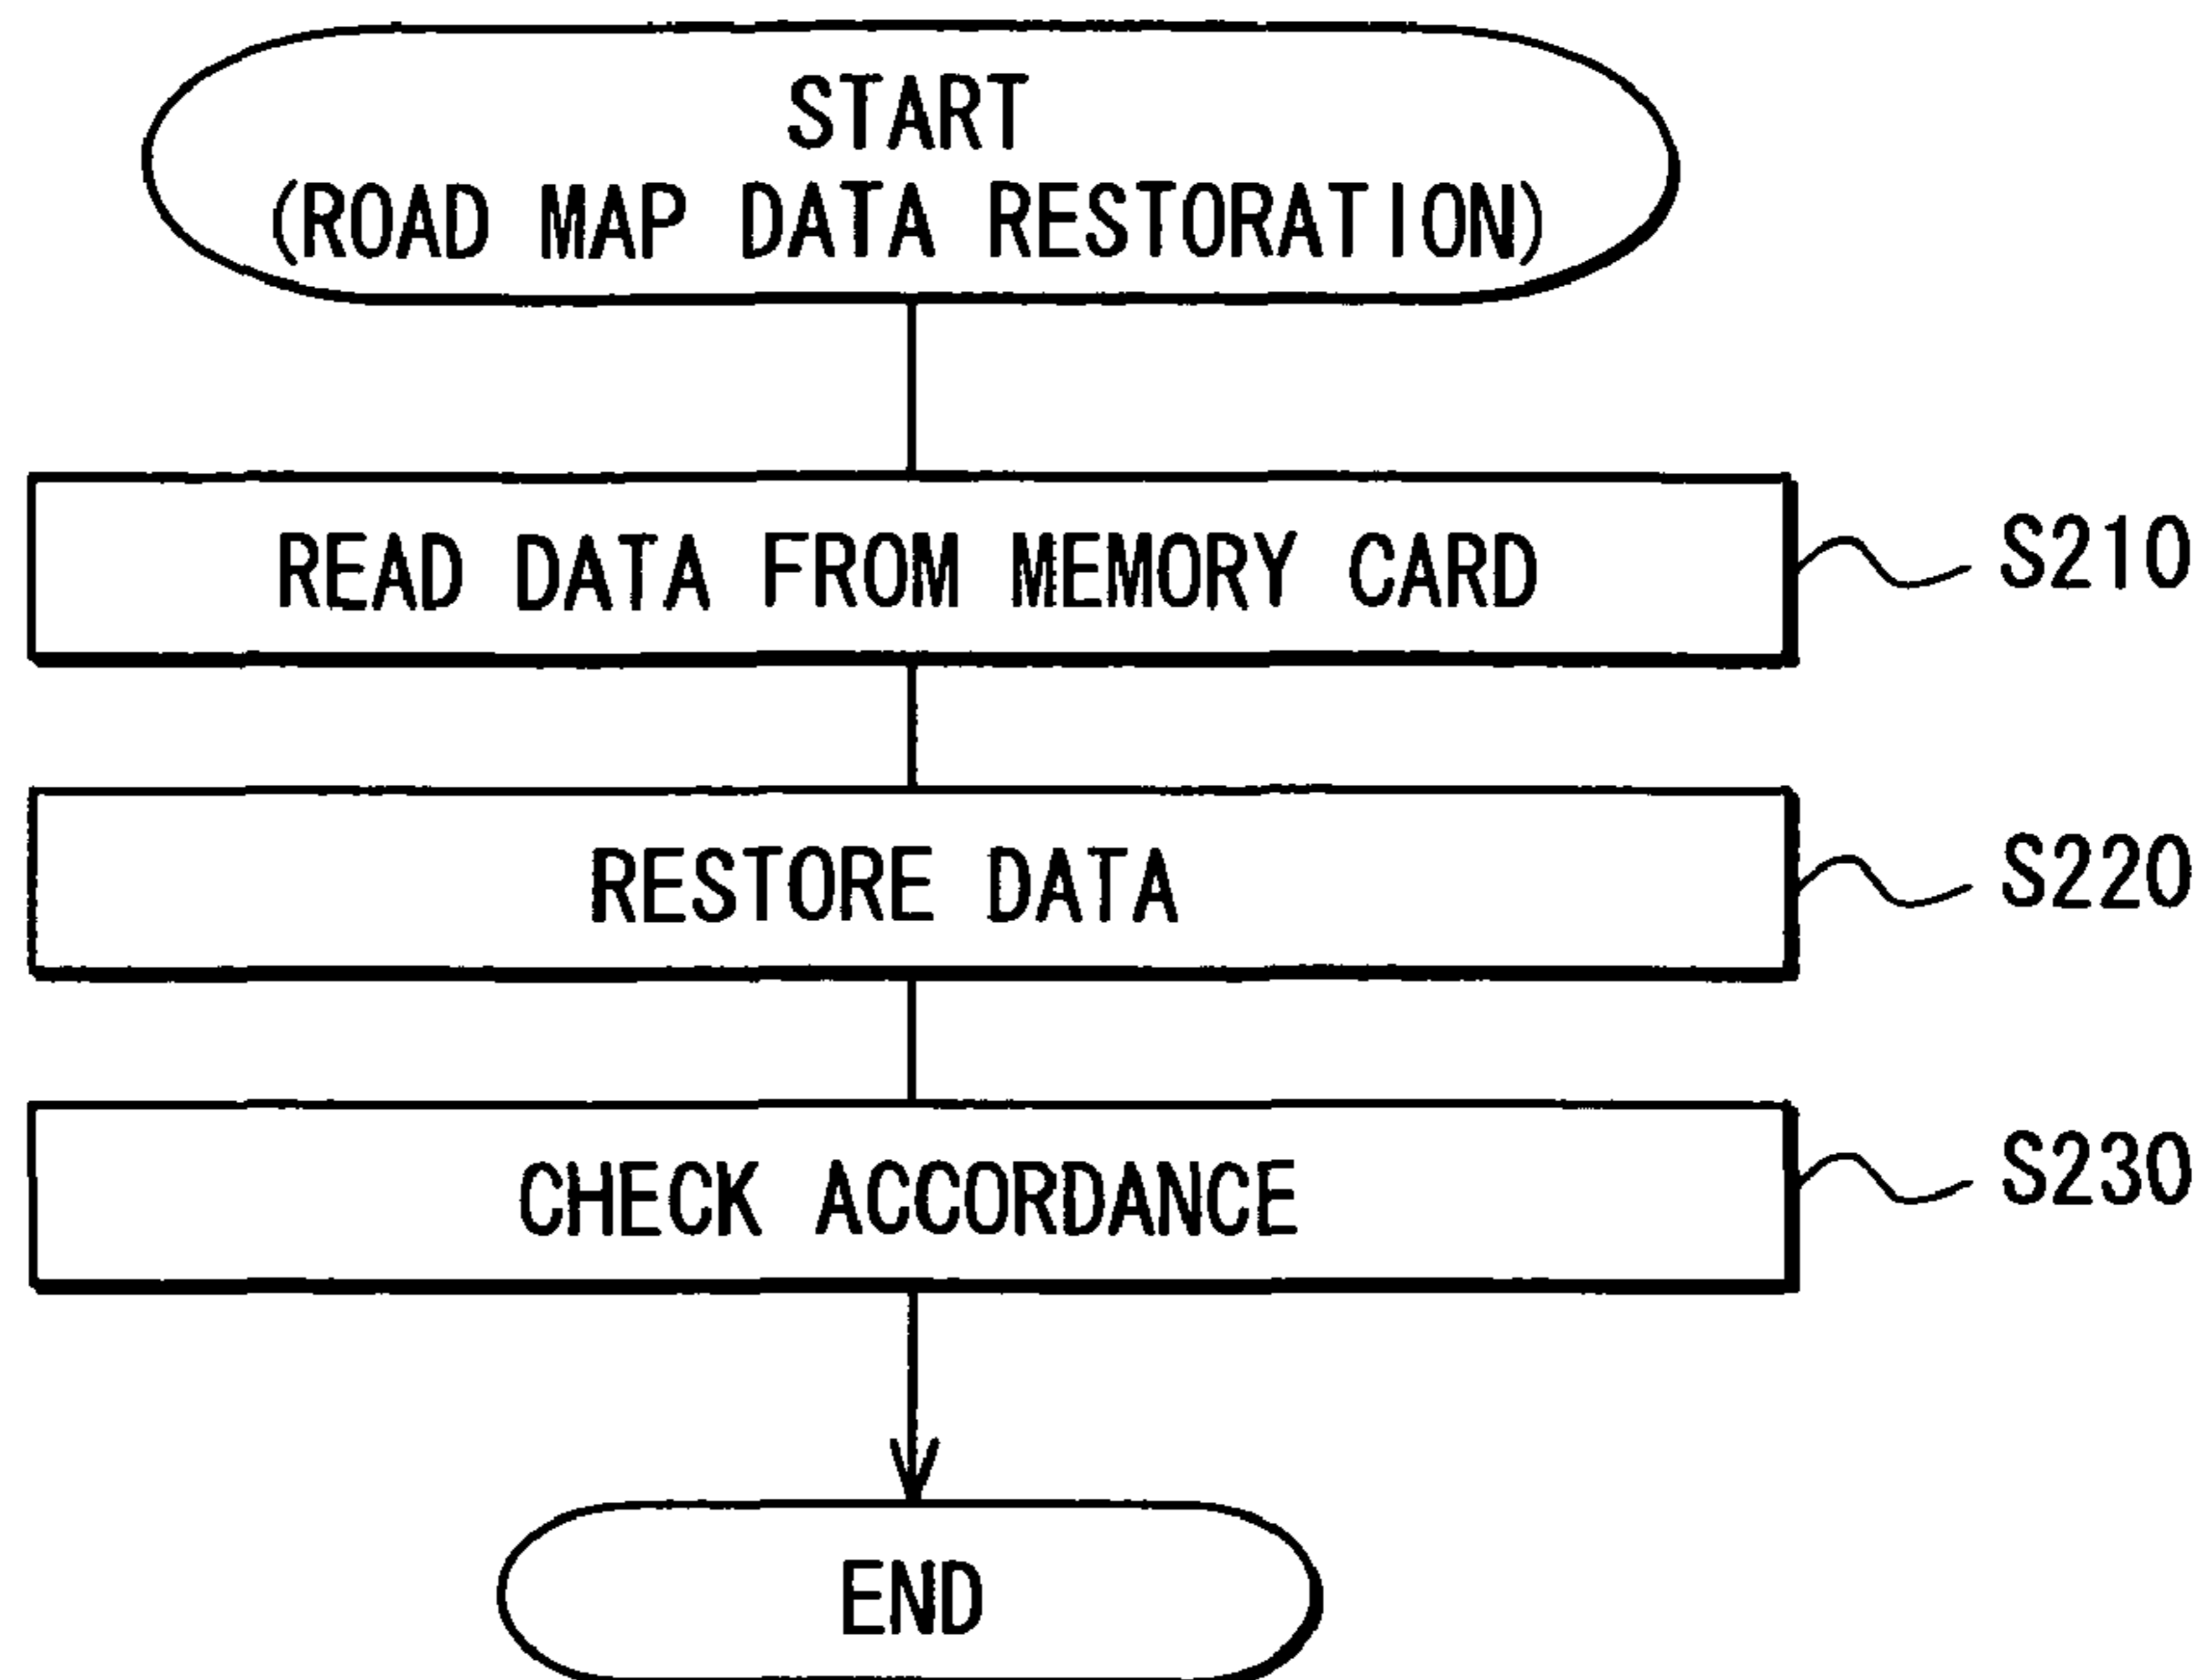 START
(ROAD MAP DATA RESTORATION)
READ DATA FROM MEMORY CARD
S210
RESTORE DATA
S220
CHECK ACCORDANCE
S230
END